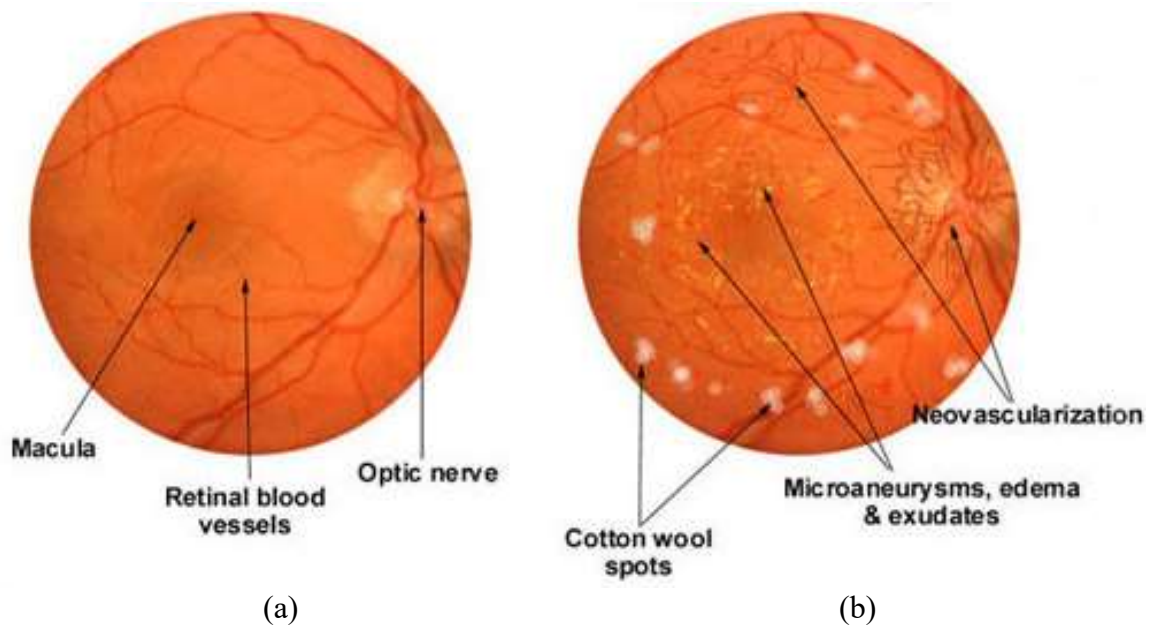 Macula
Retinal blood
vessels
Optic nerve
Neovascularization
Microaneurysms, edema
& exudates
Cotton wool
spots
(a)
(b)